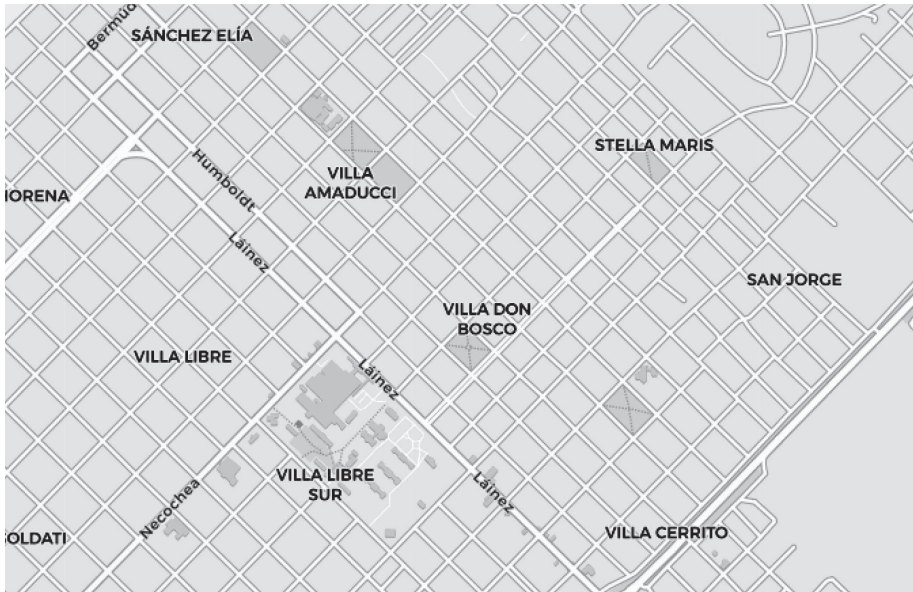 Bermúd
SÁNCHEZ ELÍA
STELLA MARIS
Humboldt
VILLA
AMADUCCI
IORENA
Láinez
SAN JORGE
VILLA DON
BOSCO
VILLA LIBRE
Láinez
VILLA LIBRE
SUR
Láinez
Necochea
VILLA CERRITO
OLDATI